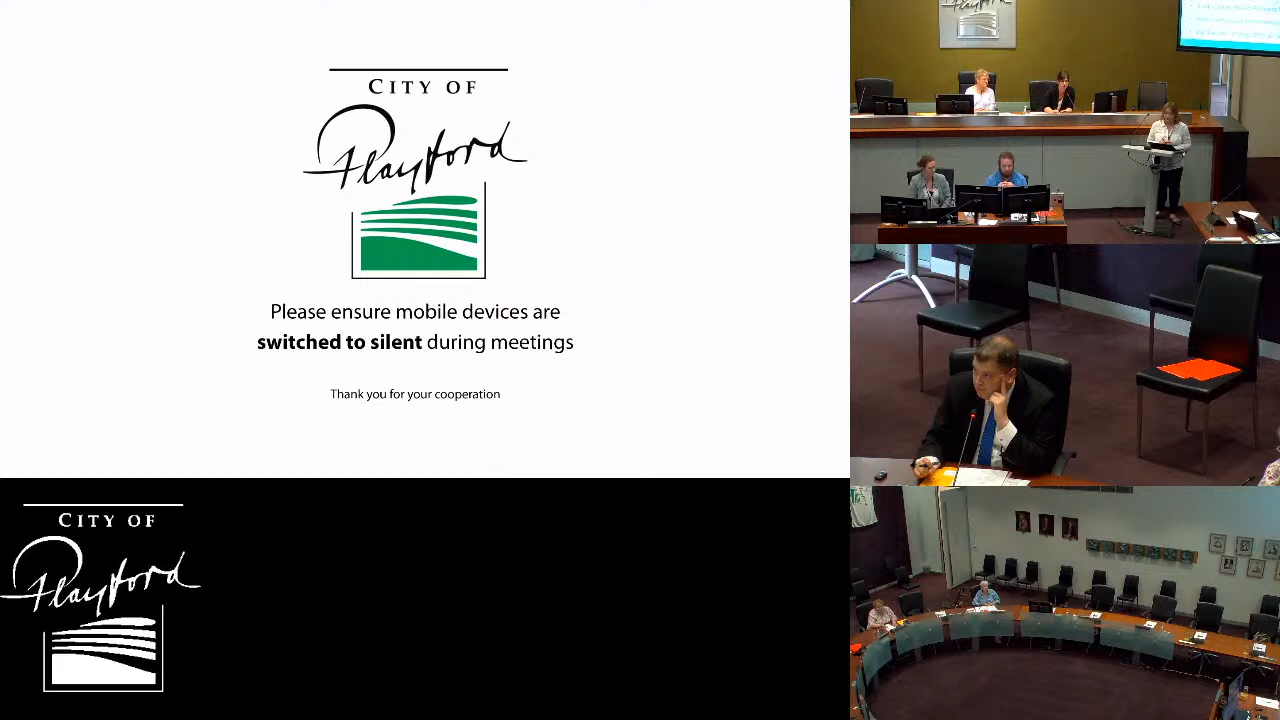 CITY OF
Playford
Please ensure mobile devices are
switched to silent during meetings
Thank you for your cooperation
CITY OF
Playford